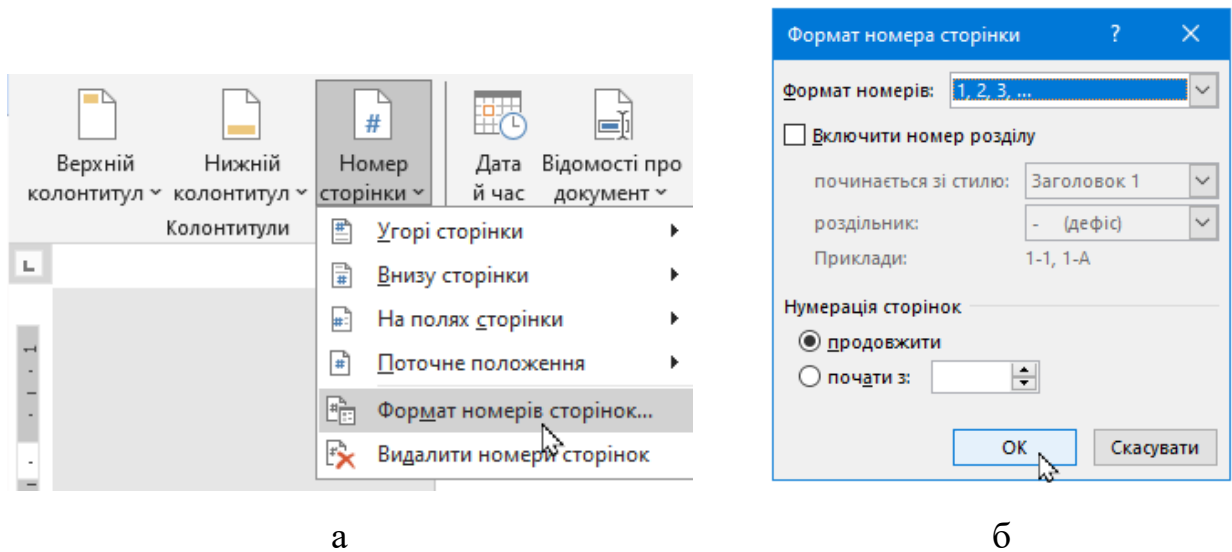 Верхній
колонтитул
Нижній
колонтитул
Номер
сторінки
Дата
й час
Відомості про
документ
Колонтитули
Угорі сторінки
Внизу сторінки
На полях сторінки
Поточне положення
Формат номерів сторінок...
Видалити номери сторінок
1
а
Формат номера сторінки ?
Формат номерів: 1, 2, 3, ...
Включити номер розділу
починається зі стилю: Заголовок 1
роздільник: - (дефіс)
Приклади: 1-1, 1-A
Нумерація сторінок
продовжити
почати з:
ОК Скасувати
б